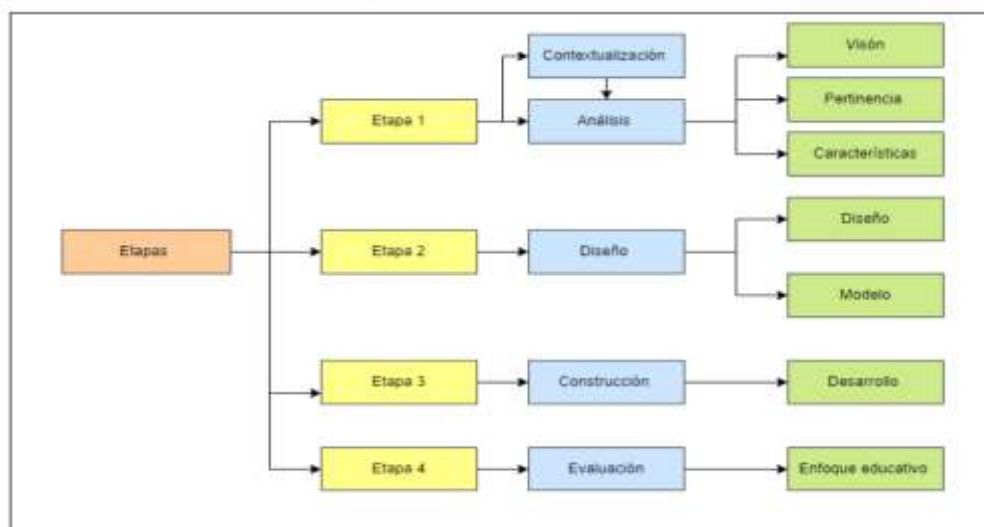 Etapas
Etapa 1
Contextualización
Análisis
Visón
Pertinencia
Características
Etapa 2
Diseño
Diseño
Modelo
Etapa 3
Construcción
Desarrollo
Etapa 4
Evaluación
Enfoque educativo